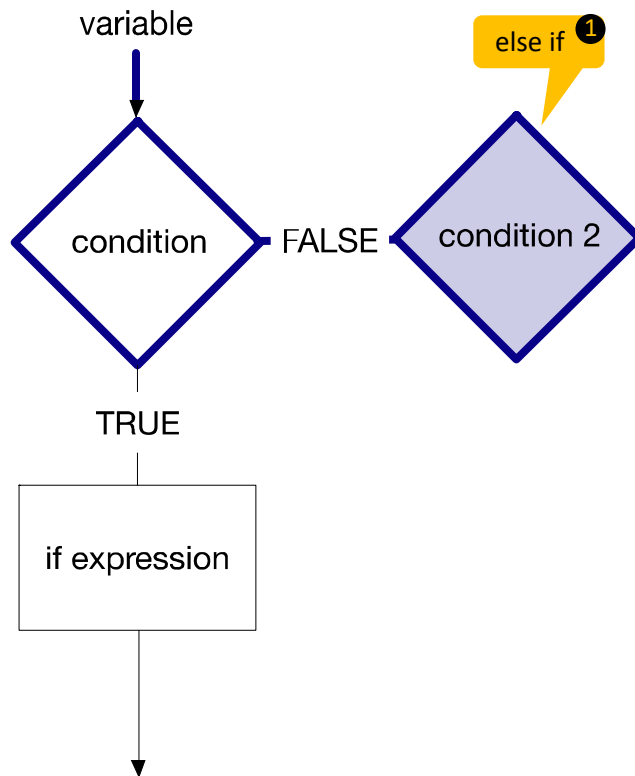 variable
else if 1
condition
FALSE
condition 2
TRUE
if expression